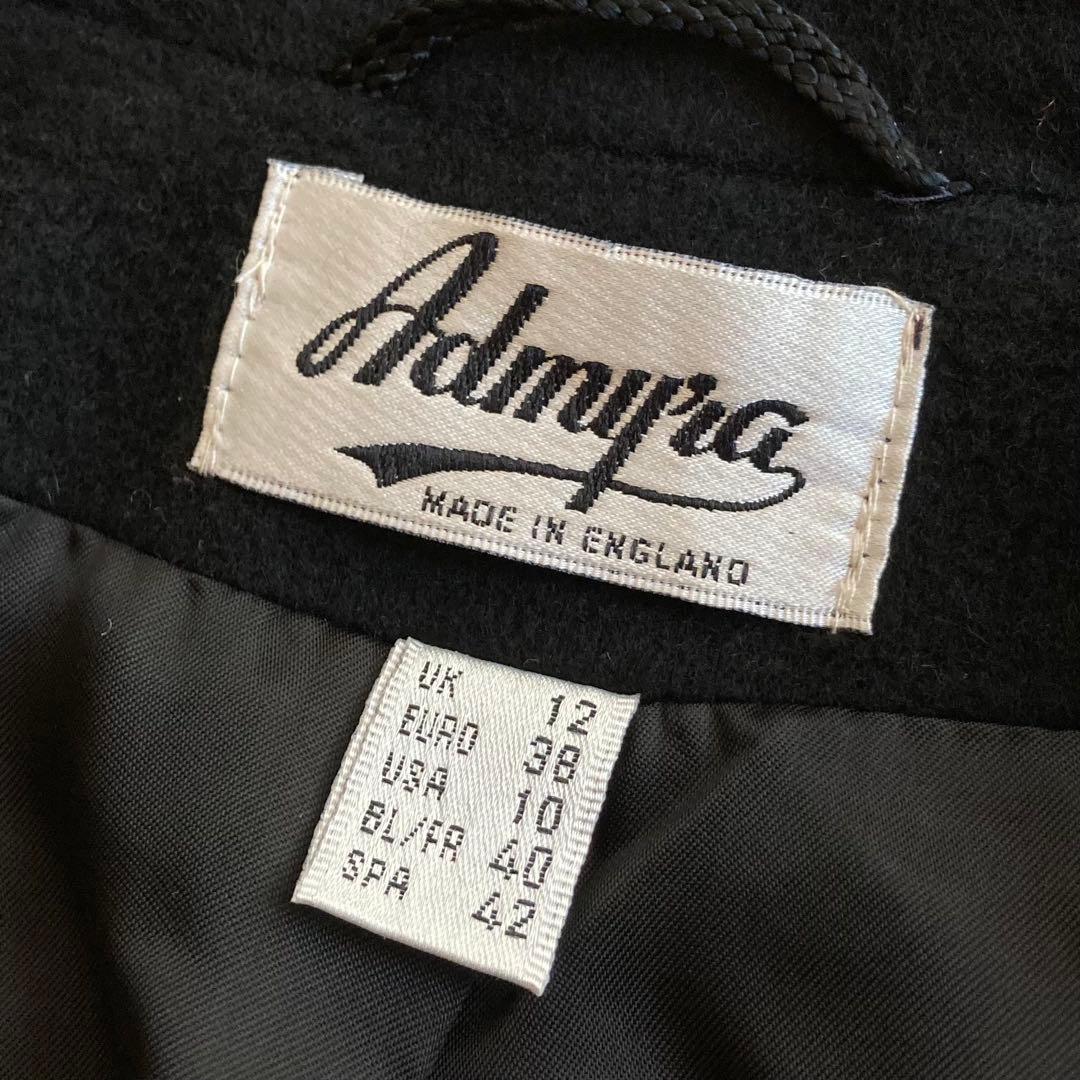 Admyra
MADE IN ENGLAND
UK 12
EURO 38
USA 10
BL/FR 40
SPA 42